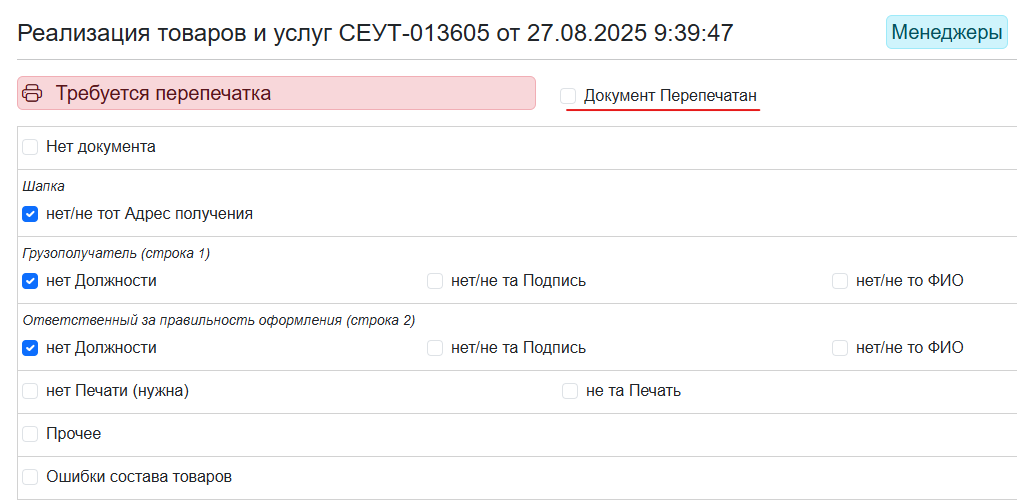 Реализация товаров и услуг СЕУТ-013605 от 27.08.2025 9:39:47 Менеджеры
Требуется перепечатка Документ Перепечатан
Нет документа
Шапка
нет/не тот Адрес получения
Грузополучатель (строка 1)
нет Должности нет/не та Подпись нет/не то ФИО
Ответственный за правильность оформления (строка 2)
нет Должности нет/не та Подпись нет/не то ФИО
нет Печати (нужна) не та Печать
Прочее
Ошибки состава товаров